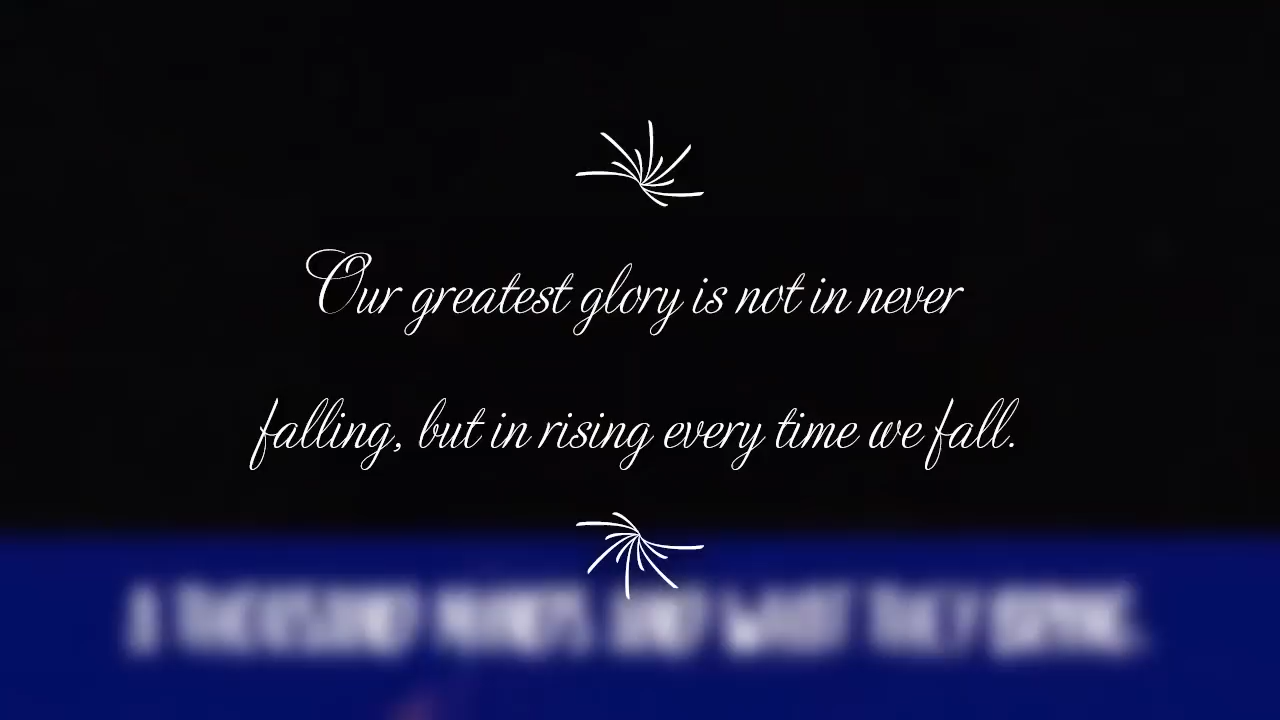 Our greatest glory is not in never
falling, but in rising every time we fall.